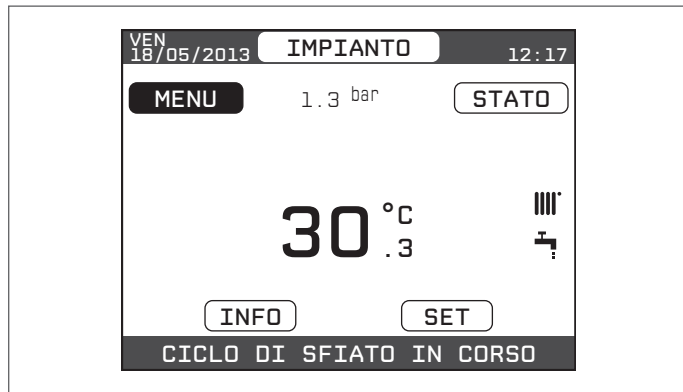 VEN
18/05/2013 IMPIANTO 12:17
MENU 1.3 bar STATO
30.3 °C
INFO SET
CICLO DI SFIATO IN CORSO